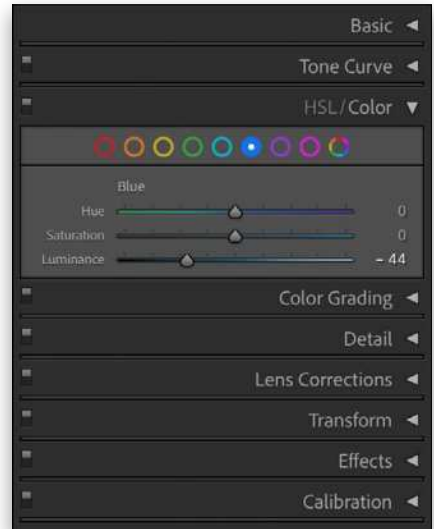 Basic
Tone Curve
HSL/Color
Blue
Hue 0
Saturation 0
Luminance – 44
Color Grading
Detail
Lens Corrections
Transform
Effects
Calibration